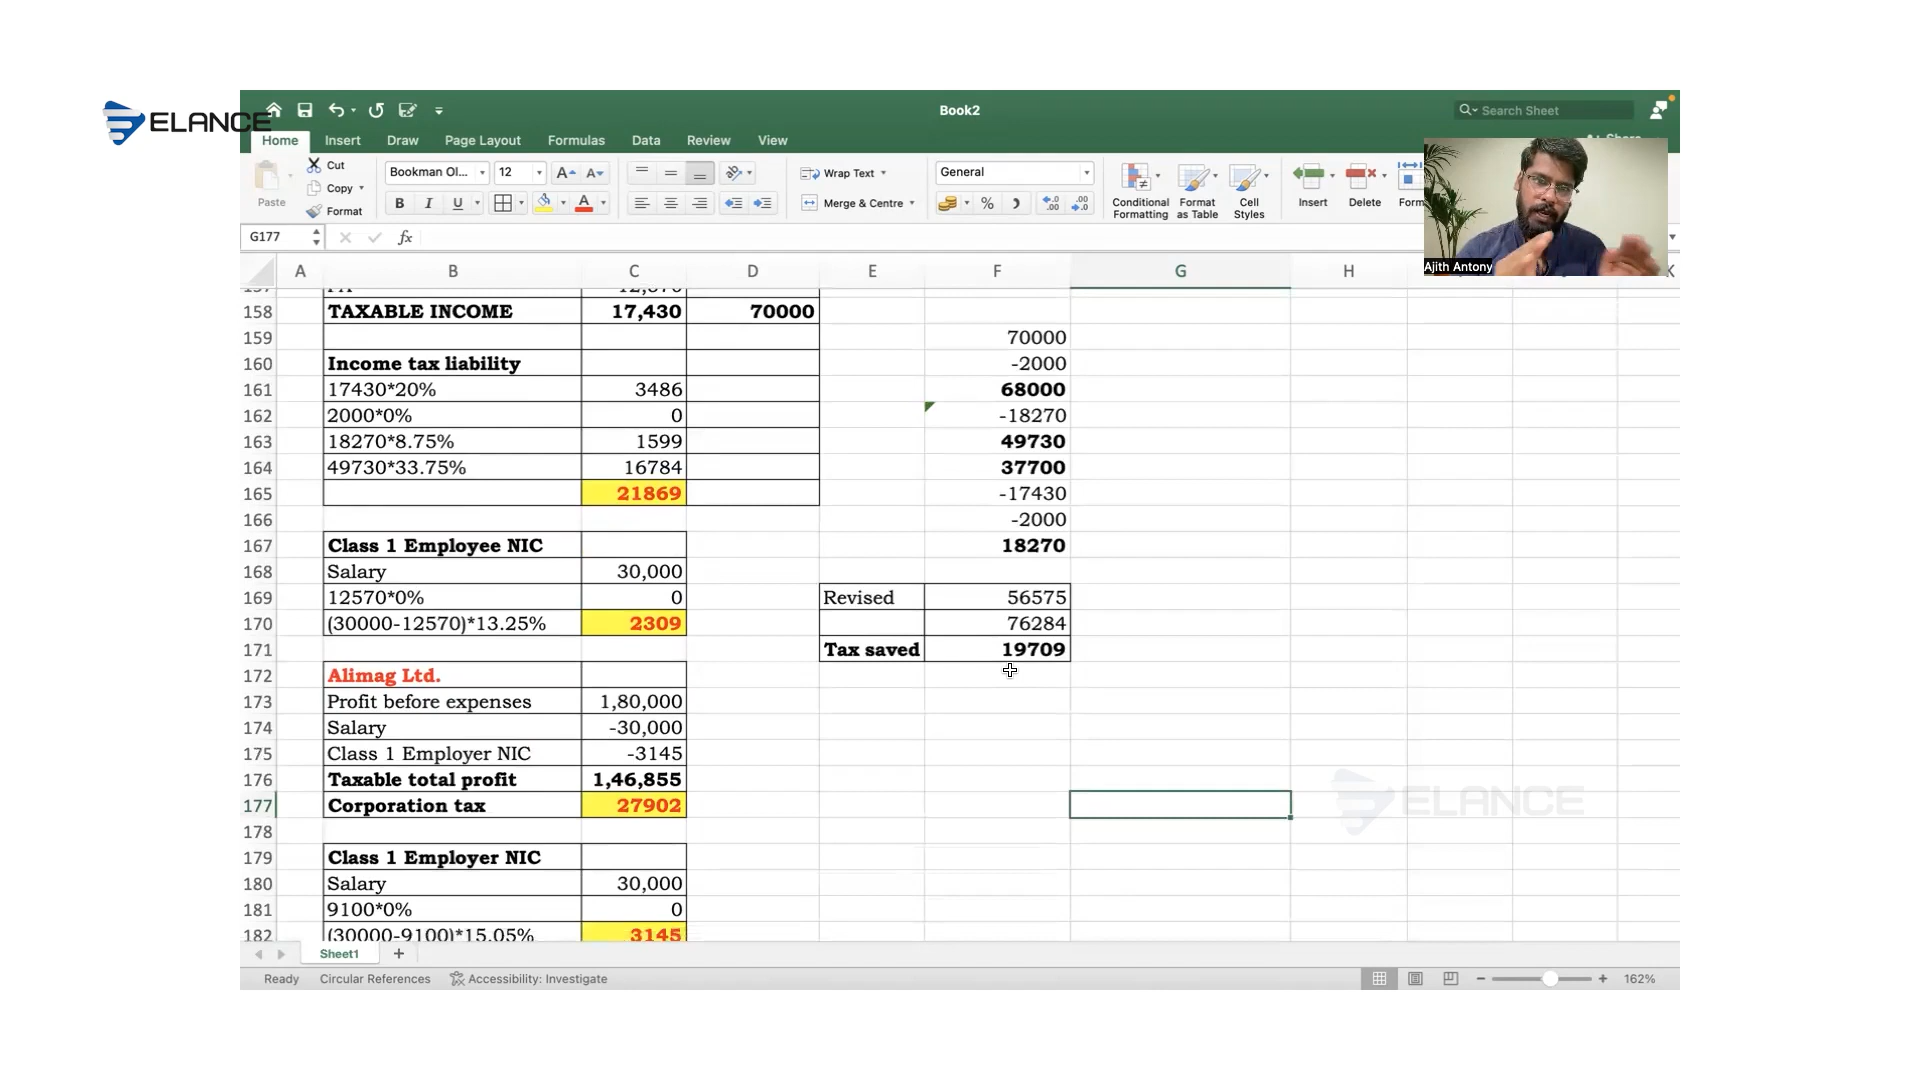 ELANCE
Book2
Search Sheet
Home Insert Draw Page Layout Formulas Data Review View
Cut
Copy
Format
Paste
Bookman Ol... 12
Wrap Text
Merge & Centre
General
Conditional Formatting
Format as Table
Cell Styles
Insert
Delete
Form
Ajith Antony
G177 fx
A B C D E F G H K
158 TAXABLE INCOME 17,430 70000
159 70000
160 Income tax liability -2000
161 17430*20% 3486 68000
162 2000*0% 0 -18270
163 18270*8.75% 1599 49730
164 49730*33.75% 16784 37700
165 21869 -17430
166 -2000
167 Class 1 Employee NIC 18270
168 Salary 30,000
169 12570*0% 0 Revised 56575
170 (30000-12570)*13.25% 2309 76284
171 Tax saved 19709
172 Alimag Ltd.
173 Profit before expenses 1,80,000
174 Salary -30,000
175 Class 1 Employer NIC -3145
176 Taxable total profit 1,46,855
177 Corporation tax 27902
178
179 Class 1 Employer NIC
180 Salary 30,000
181 9100*0% 0
182 (30000-9100)*15.05% 3145
ELANCE
Sheet1
Ready Circular References Accessibility: Investigate 162%